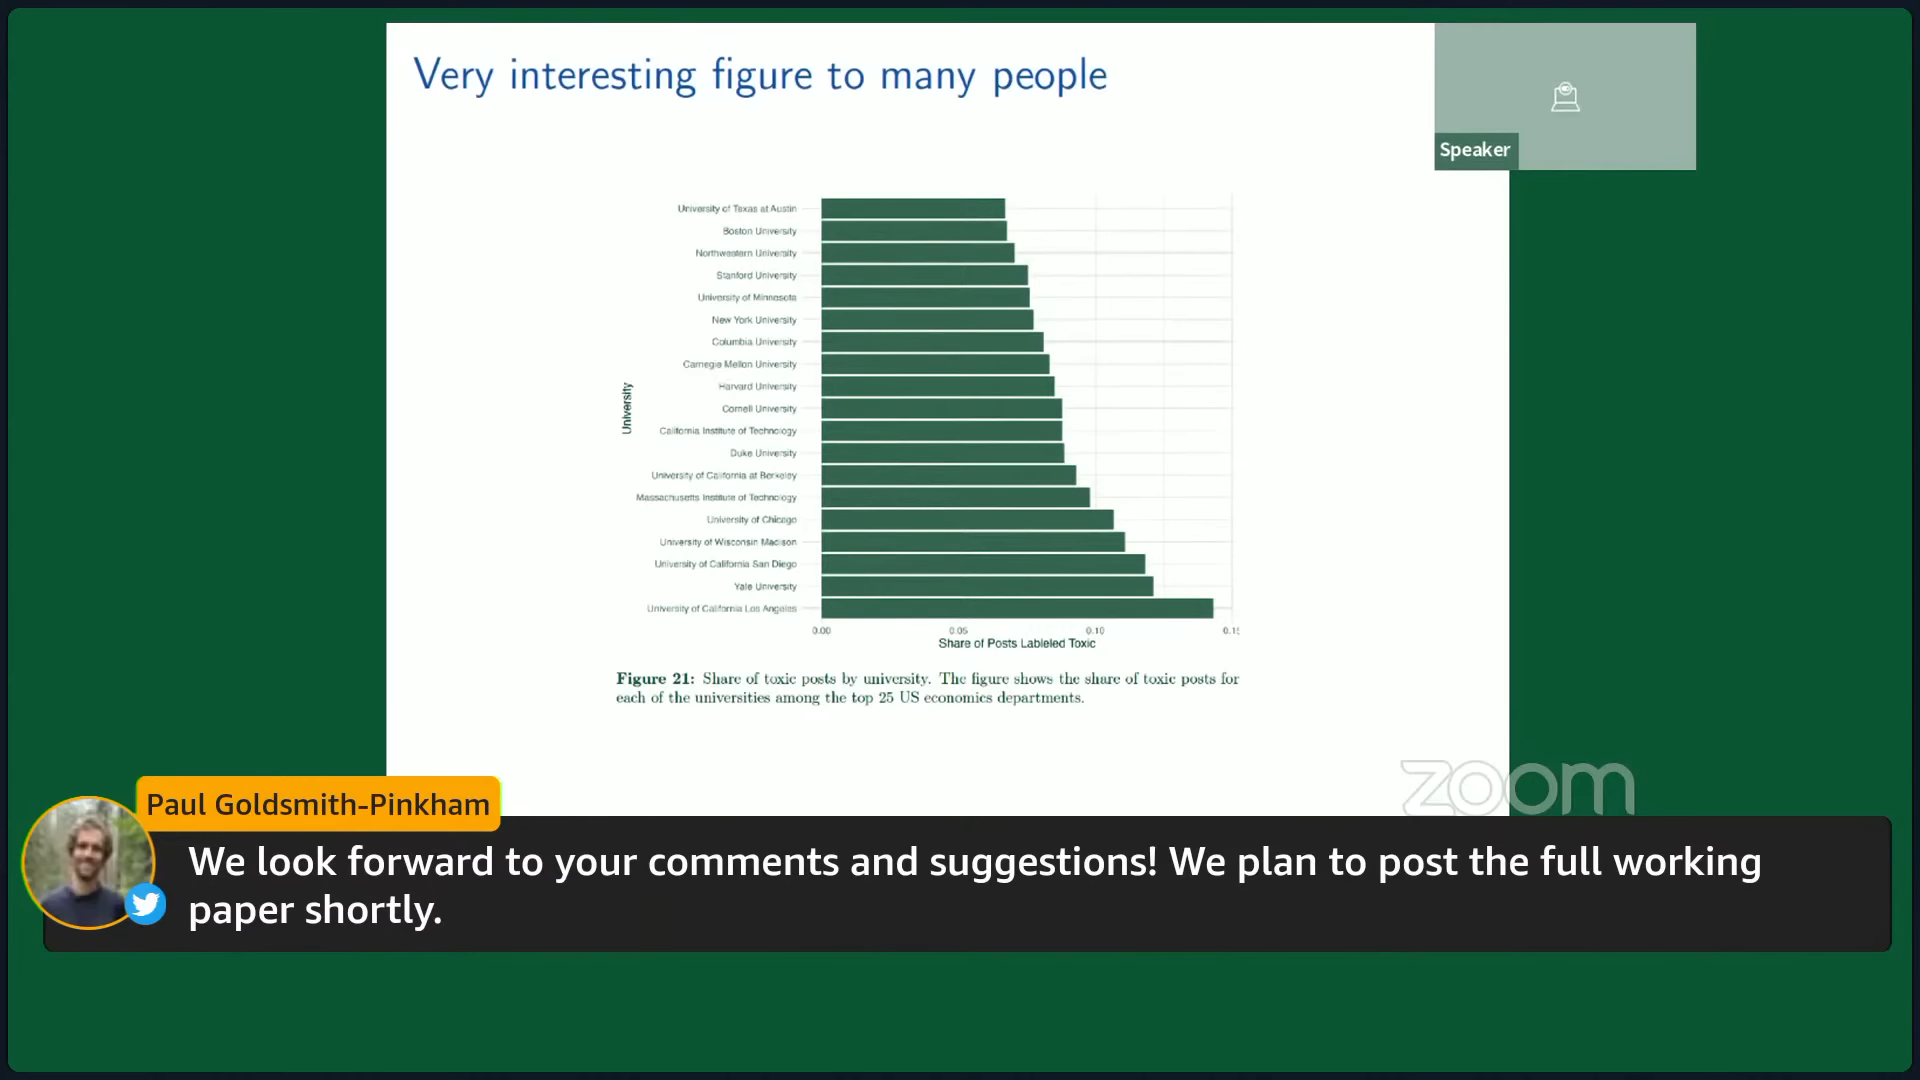 Very interesting figure to many people
Speaker
University of Texas at Austin
Boston University
Northwestern University
Stanford University
University of Minnesota
New York University
Columbia University
Carnegie Mellon University
Harvard University
Cornell University
California Institute of Technology
Duke University
University of California at Berkeley
Massachusetts Institute of Technology
University of Chicago
University of Wisconsin Madison
University of California San Diego
Yale University
University of California Los Angeles
University
0.00 0.05 0.10 0.15
Share of Posts Lableled Toxic
Figure 21: Share of toxic posts by university. The figure shows the share of toxic posts for
each of the universities among the top 25 US economics departments.
zoom
Paul Goldsmith-Pinkham
We look forward to your comments and suggestions! We plan to post the full working
paper shortly.